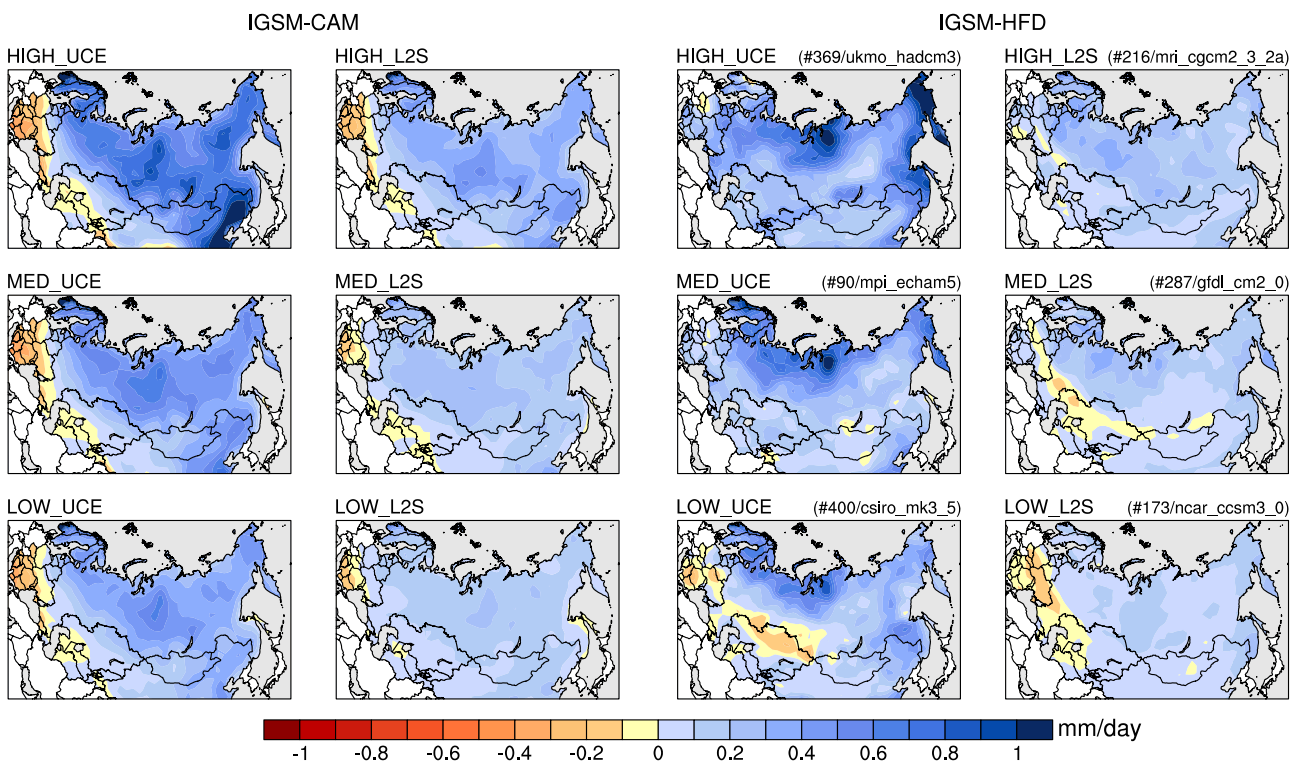 IGSM-CAM IGSM-HFD
HIGH_UCE HIGH_L2S HIGH_UCE (#369/ukmo_hadcm3) HIGH_L2S (#216/mri_cgcm2_3_2a)
MED_UCE MED_L2S MED_UCE (#90/mpi_echam5) MED_L2S (#287/gfdl_cm2_0)
LOW_UCE LOW_L2S LOW_UCE (#400/csiro_mk3_5) LOW_L2S (#173/ncar_ccsm3_0)
mm/day
-1 -0.8 -0.6 -0.4 -0.2 0 0.2 0.4 0.6 0.8 1